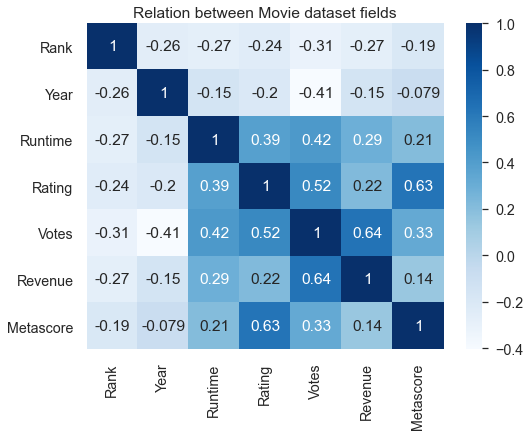 Relation between Movie dataset fields
Rank 1 -0.26 -0.27 -0.24 -0.31 -0.27 -0.19
Year -0.26 1 -0.15 -0.2 -0.41 -0.15 -0.079
Runtime -0.27 -0.15 1 0.39 0.42 0.29 0.21
Rating -0.24 -0.2 0.39 1 0.52 0.22 0.63
Votes -0.31 -0.41 0.42 0.52 1 0.64 0.33
Revenue -0.27 -0.15 0.29 0.22 0.64 1 0.14
Metascore -0.19 -0.079 0.21 0.63 0.33 0.14 1
Rank Year Runtime Rating Votes Revenue Metascore
1.0
0.8
0.6
0.4
0.2
0.0
−0.2
−0.4